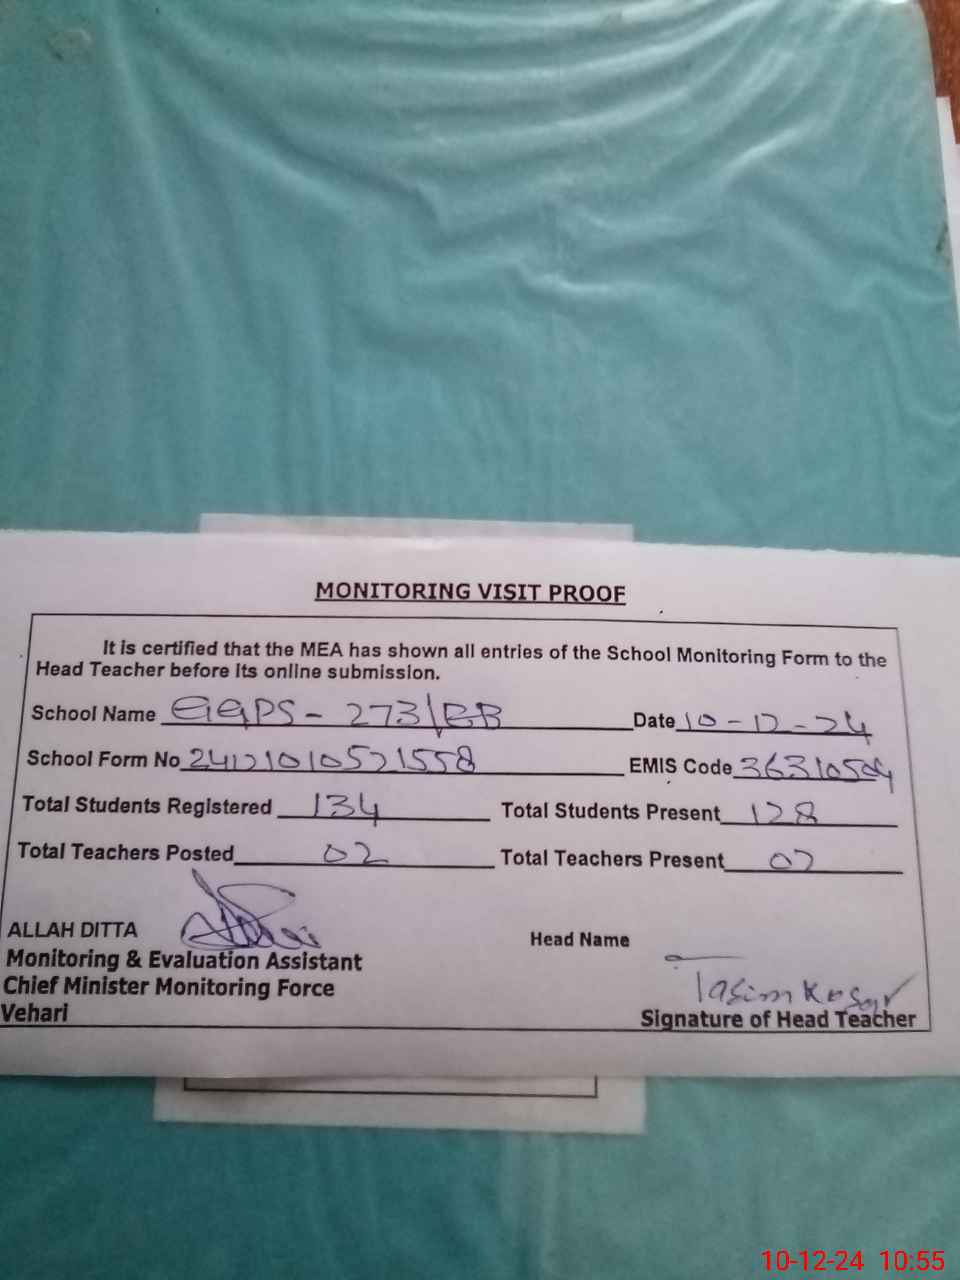 MONITORING VISIT PROOF
It is certified that the MEA has shown all entries of the School Monitoring Form to the
Head Teacher before its online submission.
School Name GGPS - 273/EB Date 10-12-24
School Form No 24121010521558 EMIS Code 36310504
Total Students Registered 134 Total Students Present 128
Total Teachers Posted 02 Total Teachers Present 02
ALLAH DITTA
Head Name
Monitoring & Evaluation Assistant
Chief Minister Monitoring Force
Tasim Kosar
Vehari
Signature of Head Teacher
10-12-24 10:55